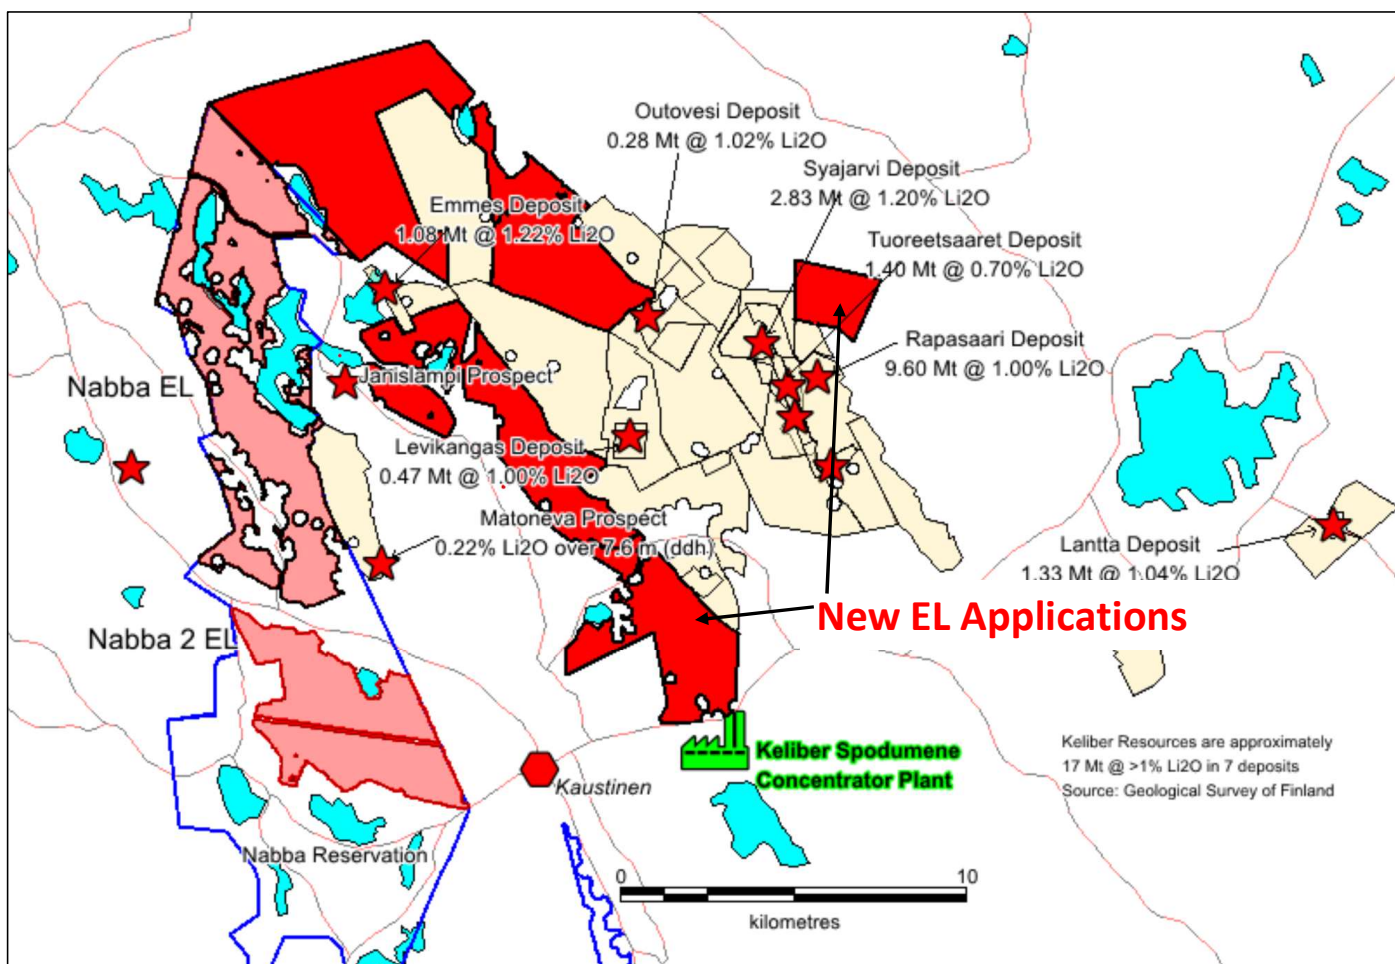 Outovesi Deposit
0.28 Mt @ 1.02% Li2O
Syajarvi Deposit
2.83 Mt @ 1.20% Li2O
Emmes Deposit
1.08 Mt @ 1.22% Li2O
Tuoreetsaaret Deposit
1.40 Mt @ 0.70% Li2O
Rapasaari Deposit
9.60 Mt @ 1.00% Li2O
Nabba EL
Janislampi Prospect
Levikangas Deposit
0.47 Mt @ 1.00% Li2O
Matoneva Prospect
0.22% Li2O over 7.6 m (ddh)
Lantta Deposit
1.33 Mt @ 1.04% Li2O
New EL Applications
Nabba 2 EL
Keliber Spodumene
Concentrator Plant
Keliber Resources are approximately
17 Mt @ >1% Li2O in 7 deposits
Source: Geological Survey of Finland
Kaustinen
Nabba Reservation
0 10
kilometres